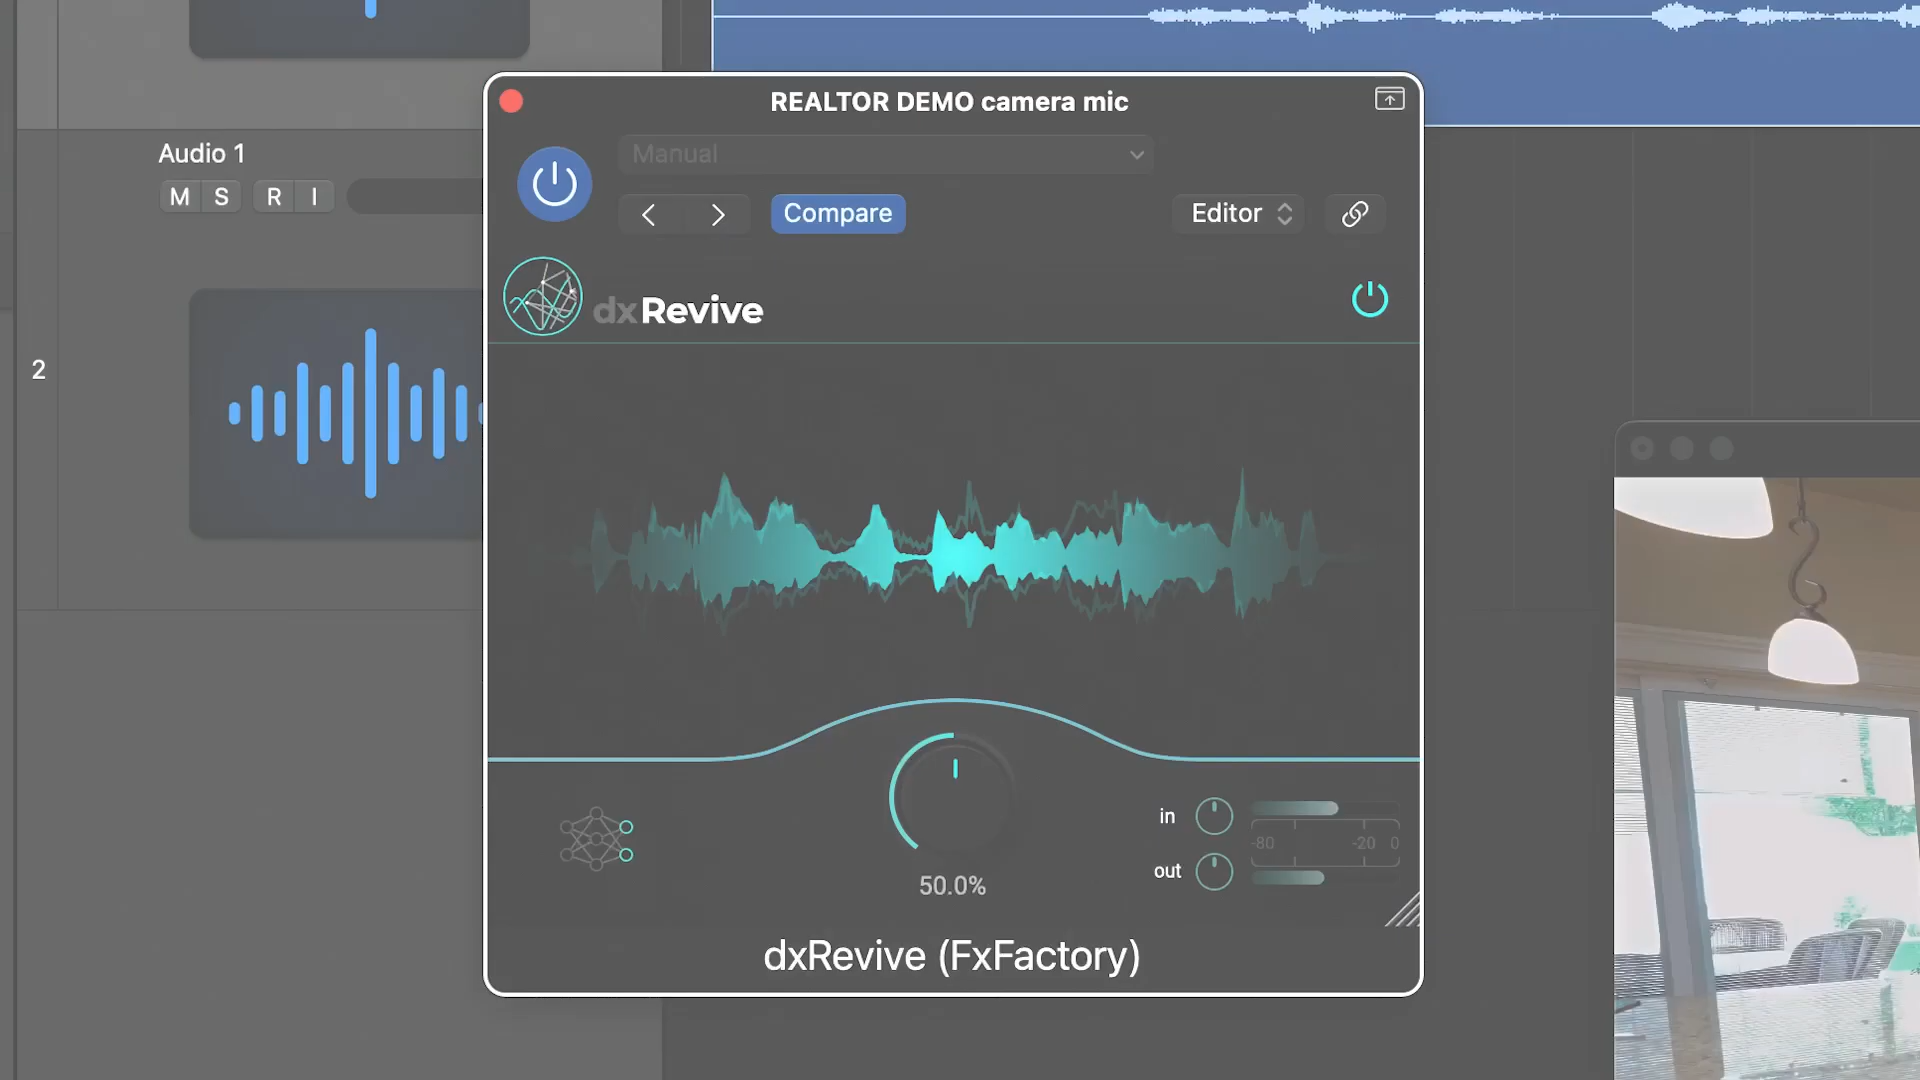 REALTOR DEMO camera mic
Audio 1
Manual
M S R I
Compare
Editor
dxRevive
2
in
-80 -20 0
out
50.0%
dxRevive (FxFactory)